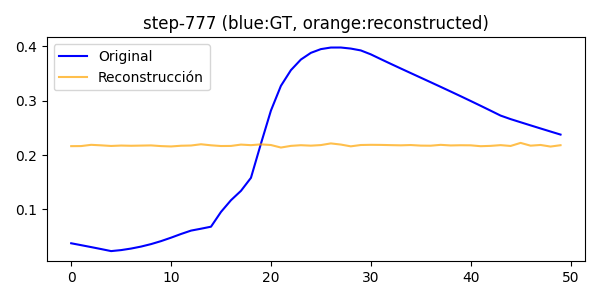 step-777 (blue:GT, orange:reconstructed)
Original
Reconstrucción
0.4
0.3
0.2
0.1
0 10 20 30 40 50